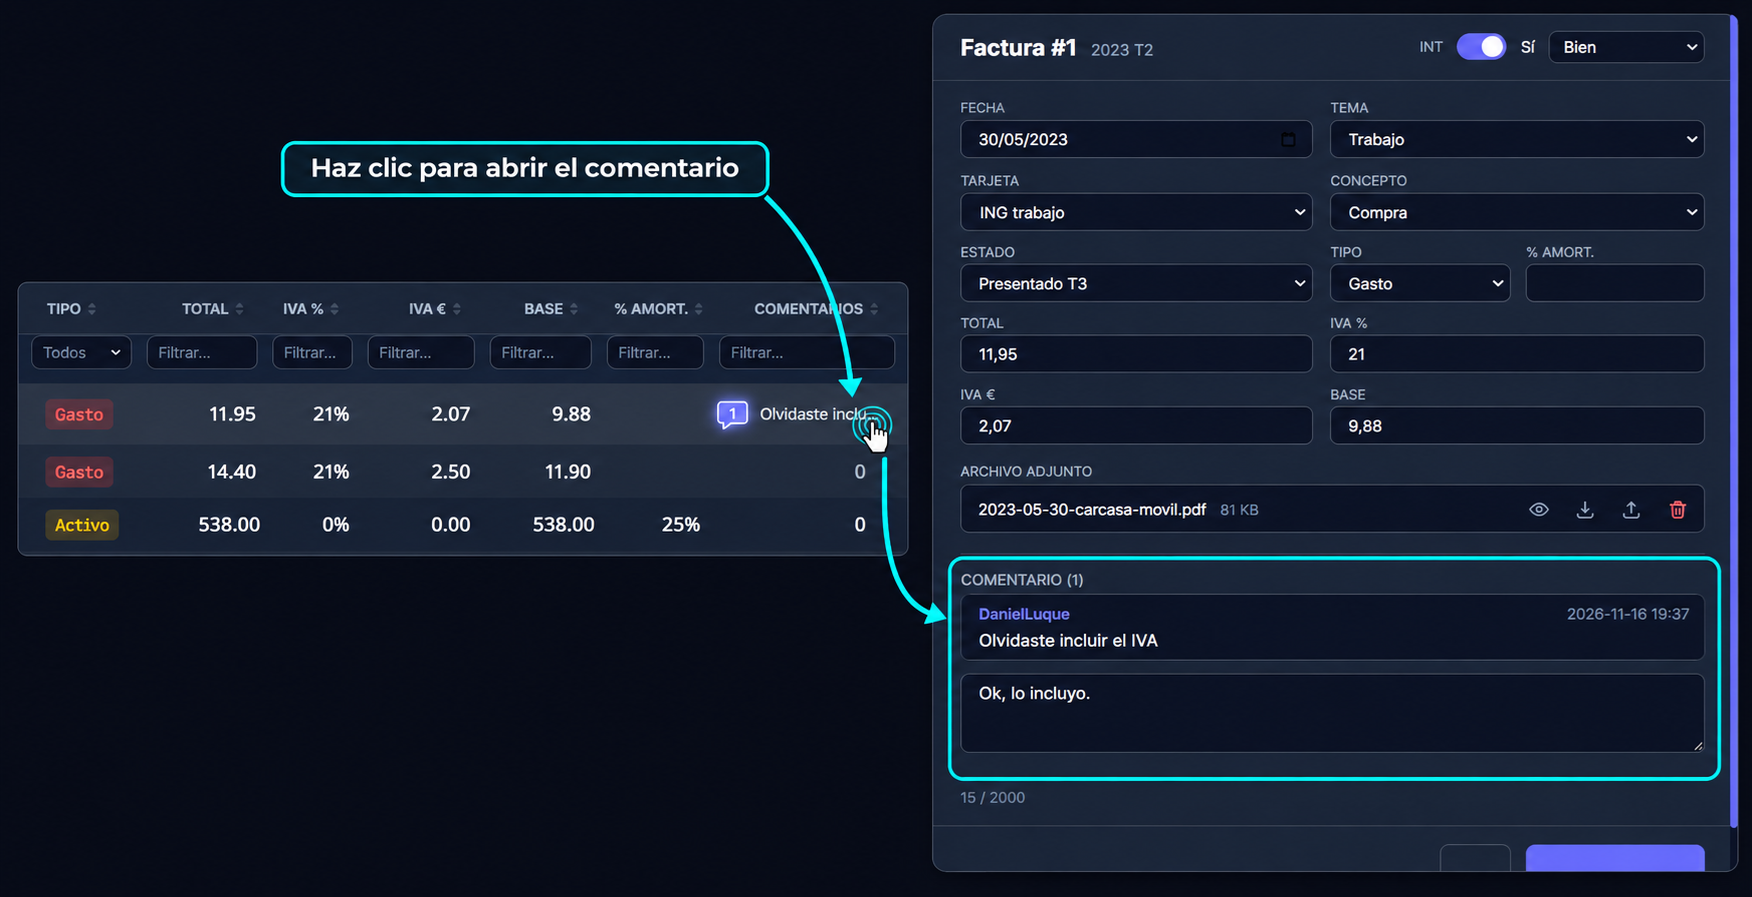 Haz clic para abrir el comentario
TIPO TOTAL IVA % IVA € BASE % AMORT. COMENTARIOS
Todos Filtrar... Filtrar... Filtrar... Filtrar... Filtrar... Filtrar...
Gasto 11.95 21% 2.07 9.88 1 Olvidaste inclu...
Gasto 14.40 21% 2.50 11.90 0
Activo 538.00 0% 0.00 538.00 25% 0
Factura #1 2023 T2 INT Sí Bien
FECHA TEMA
30/05/2023 Trabajo
TARJETA CONCEPTO
ING trabajo Compra
ESTADO TIPO % AMORT.
Presentado T3 Gasto
TOTAL IVA %
11,95 21
IVA € BASE
2,07 9,88
ARCHIVO ADJUNTO
2023-05-30-carcasa-movil.pdf 81 KB
COMENTARIO (1)
DanielLuque 2026-11-16 19:37
Olvidaste incluir el IVA
Ok, lo incluyo.
15 / 2000